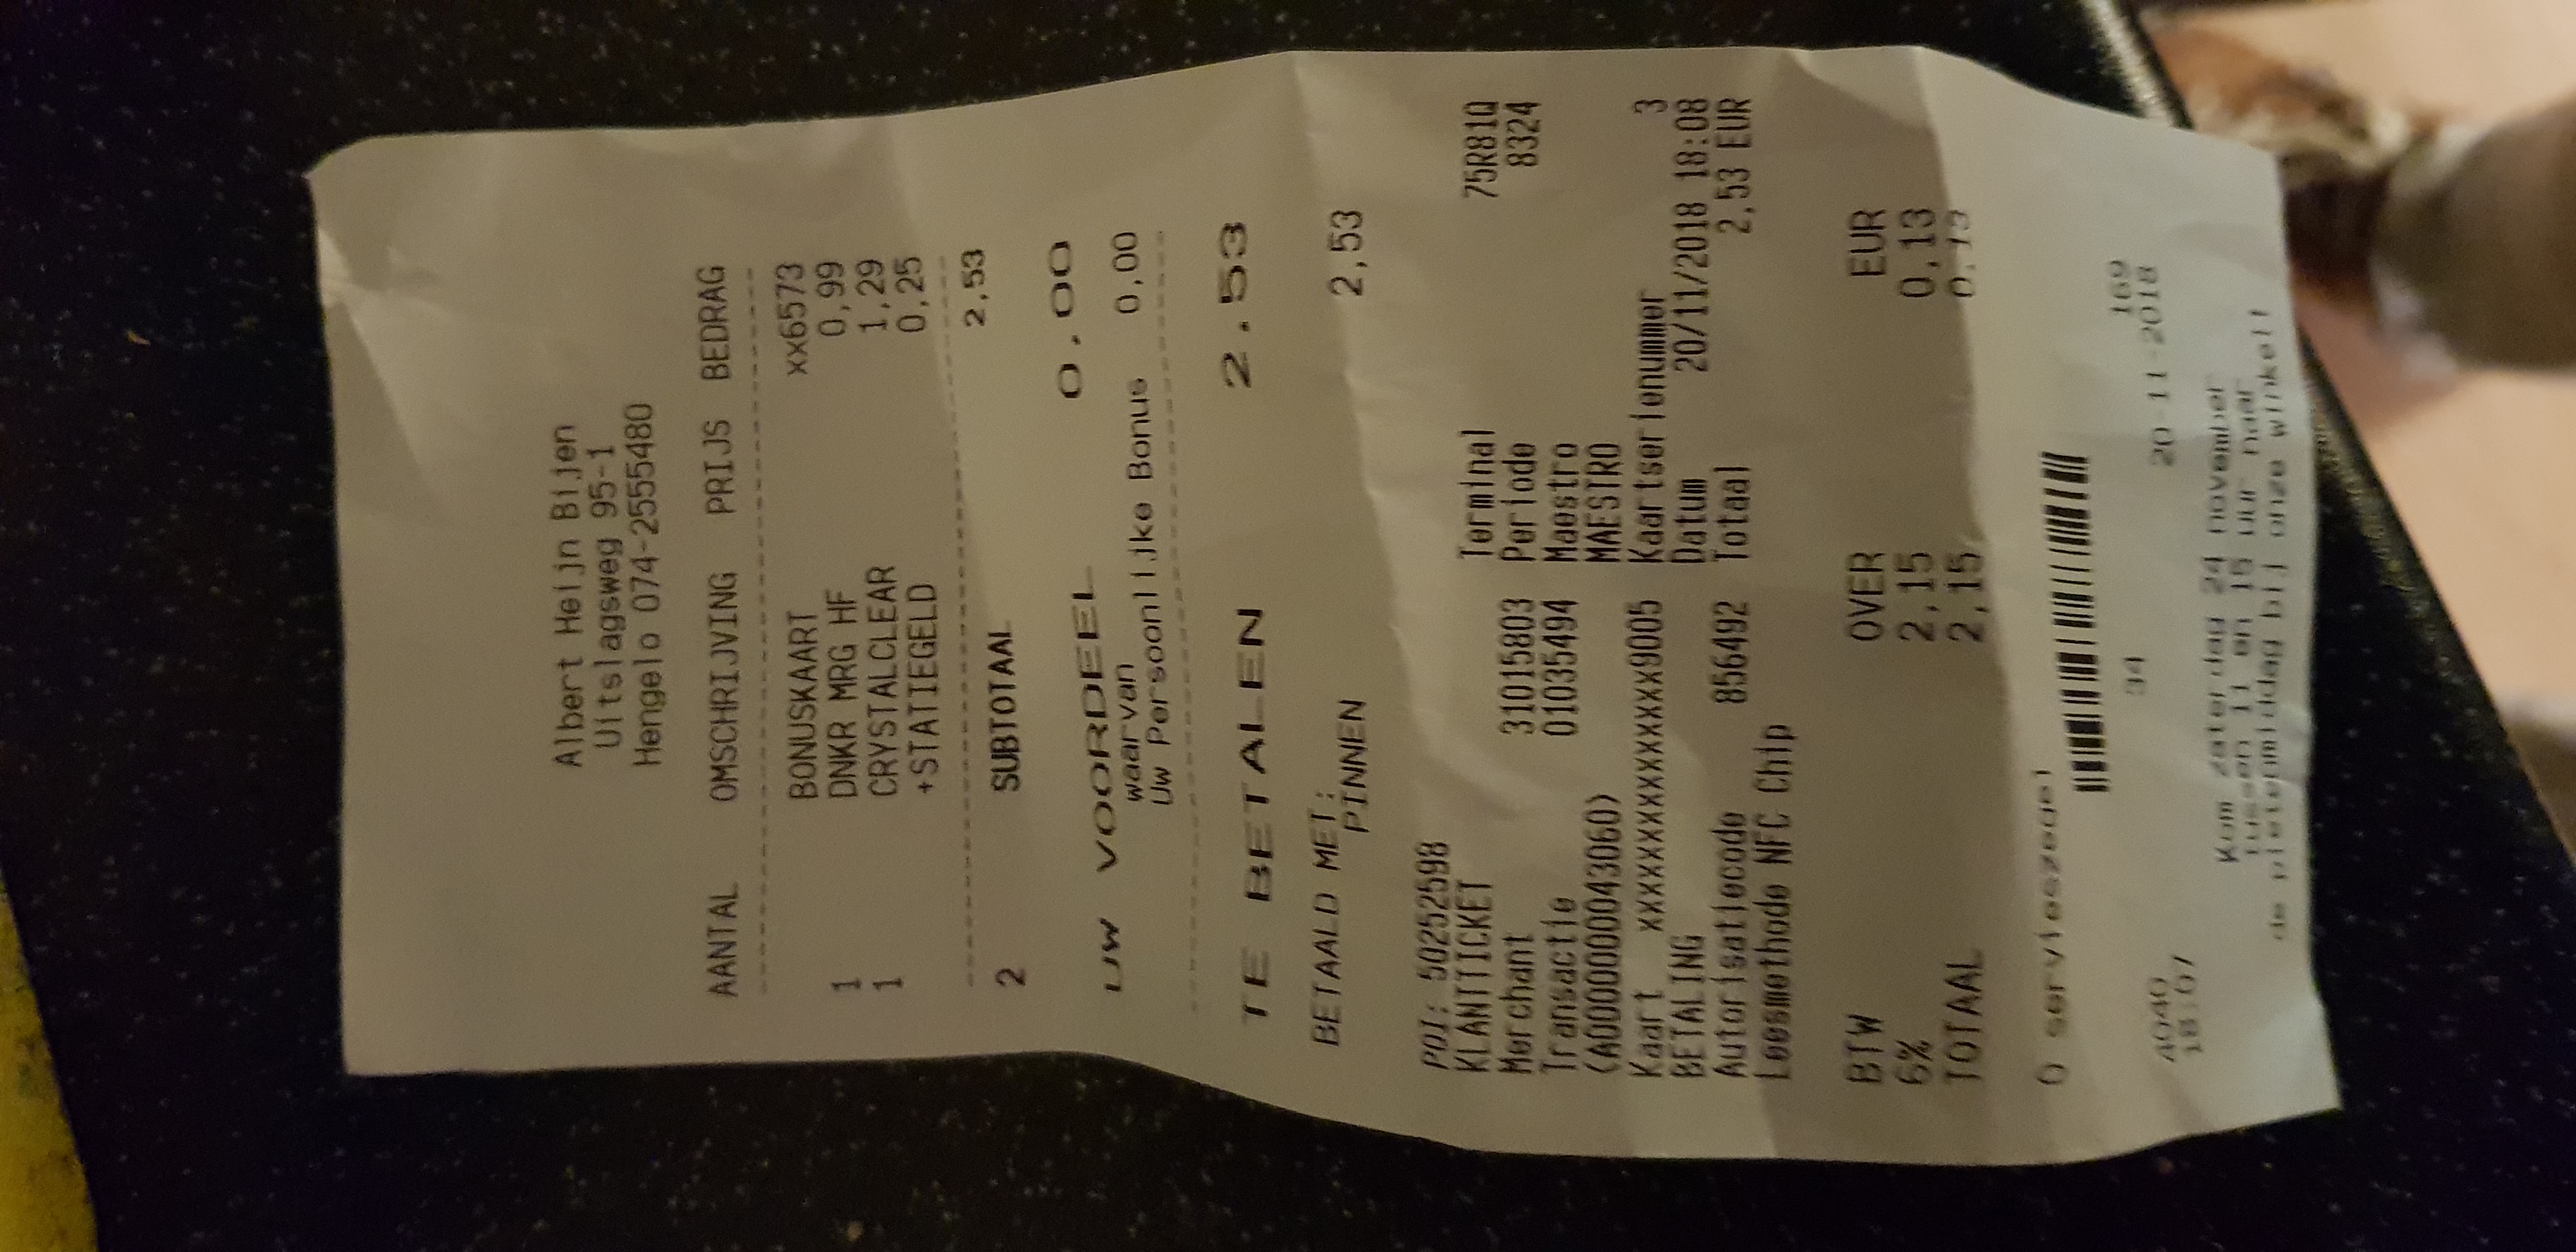 Albert Heijn Bijen
Uitslagsweg 95-1
Hengelo 074-2555480
AANTAL OMSCHRIJVING PRIJS BEDRAG
BONUSKAART xx6573
1 DNKR MRG HF 0,99
1 CRYSTALCLEAR 1,29
+STATIEGELD 0,25
2 SUBTOTAAL 2,53
UW VOORDEEL 0.00
waarvan
Uw Persoonlijke Bonus 0,00
TE BETALEN 2.53
BETAALD MET:
PINNEN 2,53
POI: 50252598
KLANTTICKET Terminal 75R81Q
Merchant 31015803 Periode 8324
Transactie 01035494 Maestro
(A0000000043060) MAESTRO
Kaart xxxxxxxxxxxxxxx9005 Kaartserienummer 3
BETALING Datum 20/11/2018 18:08
Autorisatiecode 856492 Totaal 2,53 EUR
Leesmethode NFC Chip
BTW OVER EUR
6% 2,15 0,13
TOTAAL 2,15 0,13
0 servieszegel
34 169
4040 20-11-2018
18:07
Kom zaterdag 24 november
tussen 11 en 15 uur naar
de pietenmiddag bij onze winkel!